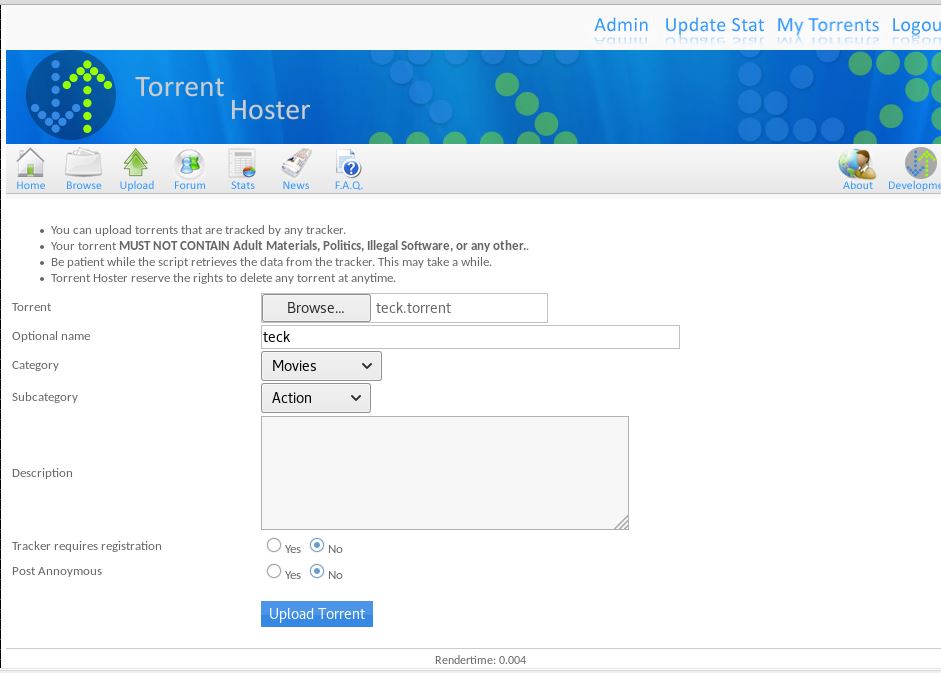 Admin Update Stat My Torrents Logou
Torrent
Hoster
Home Browse Upload Forum Stats News F.A.Q. About Developme
• You can upload torrents that are tracked by any tracker.
• Your torrent MUST NOT CONTAIN Adult Materials, Politics, Illegal Software, or any other..
• Be patient while the script retrieves the data from the tracker. This may take a while.
• Torrent Hoster reserve the rights to delete any torrent at anytime.
Torrent Browse... teck.torrent
Optional name teck
Category Movies
Subcategory Action
Description
Tracker requires registration Yes No
Post Annoymous Yes No
Upload Torrent
Rendertime: 0.004